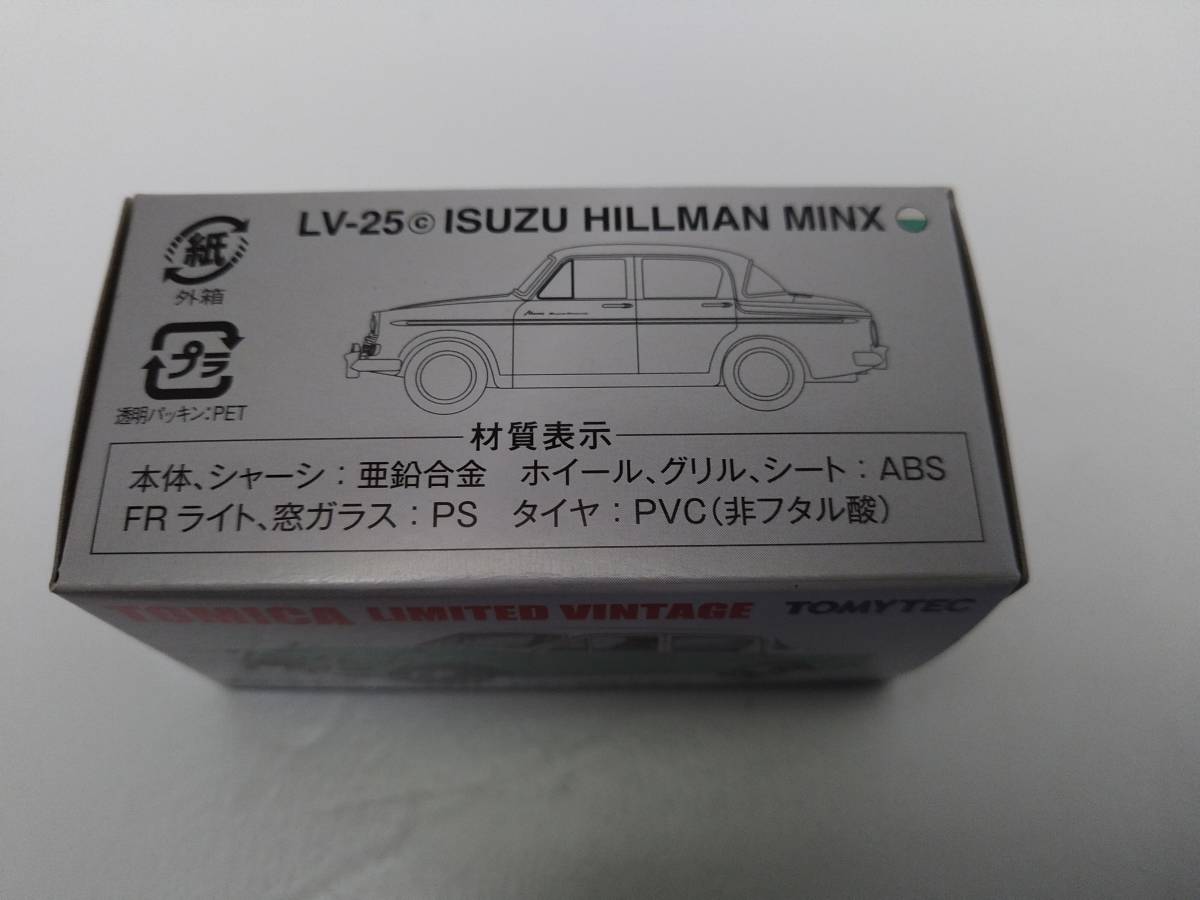 LV-25ⓒ ISUZU HILLMAN MINX
紙
外箱
プラ
透明パッキン:PET
材質表示
本体、シャーシ:亜鉛合金 ホイール、グリル、シート:ABS
FRライト、窓ガラス:PS タイヤ:PVC(非フタル酸)
TOMICA LIMITED VINTAGE TOMYTEC